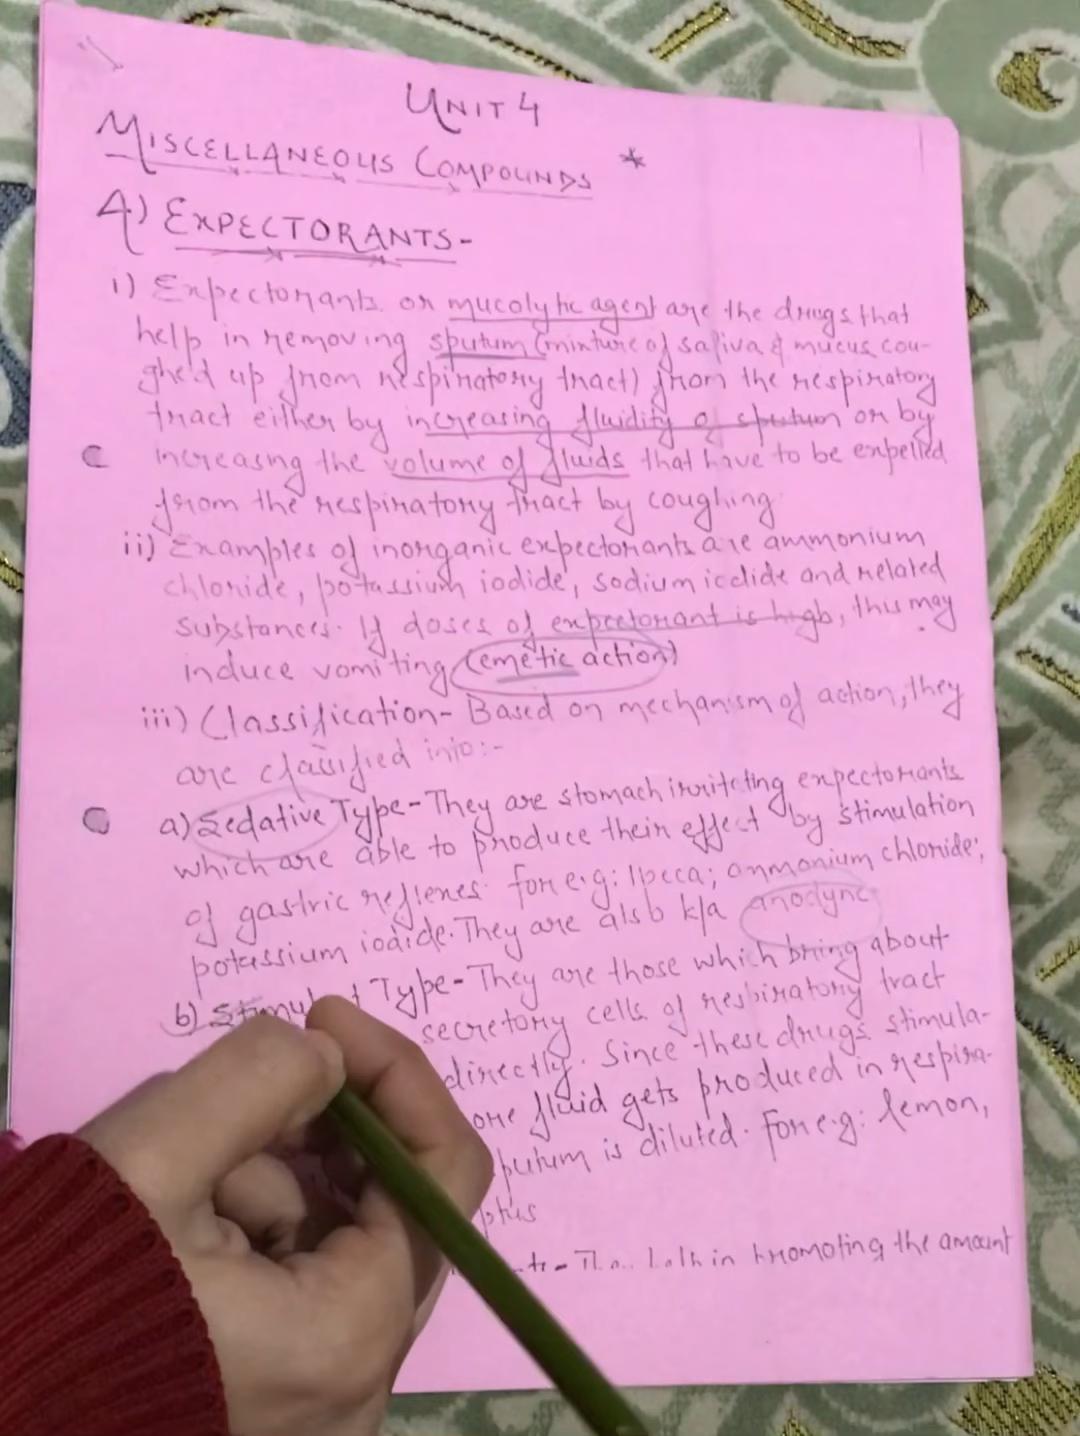 UNIT 4
MISCELLANEOUS COMPOUNDS *
4) EXPECTORANTS-
i) Expectorants or mucolytic agent are the drugs that
help in removing sputum (mixture of saliva & mucus cou-
ghed up from respiratory tract) from the respiratory
tract either by increasing fluidity of sputum or by
increasing the volume of fluids that have to be expelled
from the respiratory tract by coughing
ii) Examples of inorganic expectorants are ammonium
chloride, potassium iodide, sodium iodide and related
substances. If doses of expectorant is high, this may
induce vomiting (emetic action)
iii) Classification- Based on mechanism of action, they
are classified into:-
a) Sedative Type- They are stomach irritating expectorants
which are able to produce their effect by stimulation
of gastric reflexes. for e.g: Ipeca; ammonium chloride;
potassium iodide. They are also k/a anodyne
b) Type- They are those which bring about
secretory cells of respiratory tract
directly. Since these drugs stimula-
fluid gets produced in respira-
is diluted. For e.g: lemon,
in promoting the amount